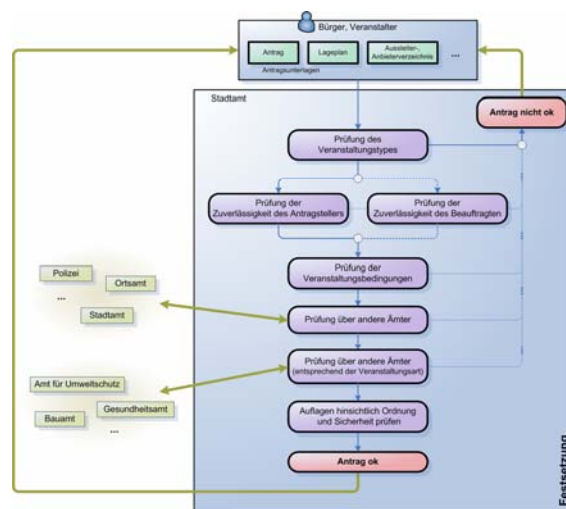 Bürger, Veranstalter
Antrag
Lageplan
Aussteller-,
Anbieterverzeichnis
...
Antragsunterlagen
Stadtamt
Antrag nicht ok
Prüfung des
Veranstaltungstypes
Prüfung der
Zuverlässigkeit des Antragstellers
Prüfung der
Zuverlässigkeit des Beauftragten
Prüfung der
Veranstaltungsbedingungen
Polizei
Ortsamt
...
Stadtamt
Prüfung über andere Ämter
Prüfung über andere Ämter
(entsprechend der Veranstaltungsart)
Amt für Umweltschutz
Gesundheitsamt
Bauamt
...
Auflagen hinsichtlich Ordnung
und Sicherheit prüfen
Antrag ok
Festsetzung